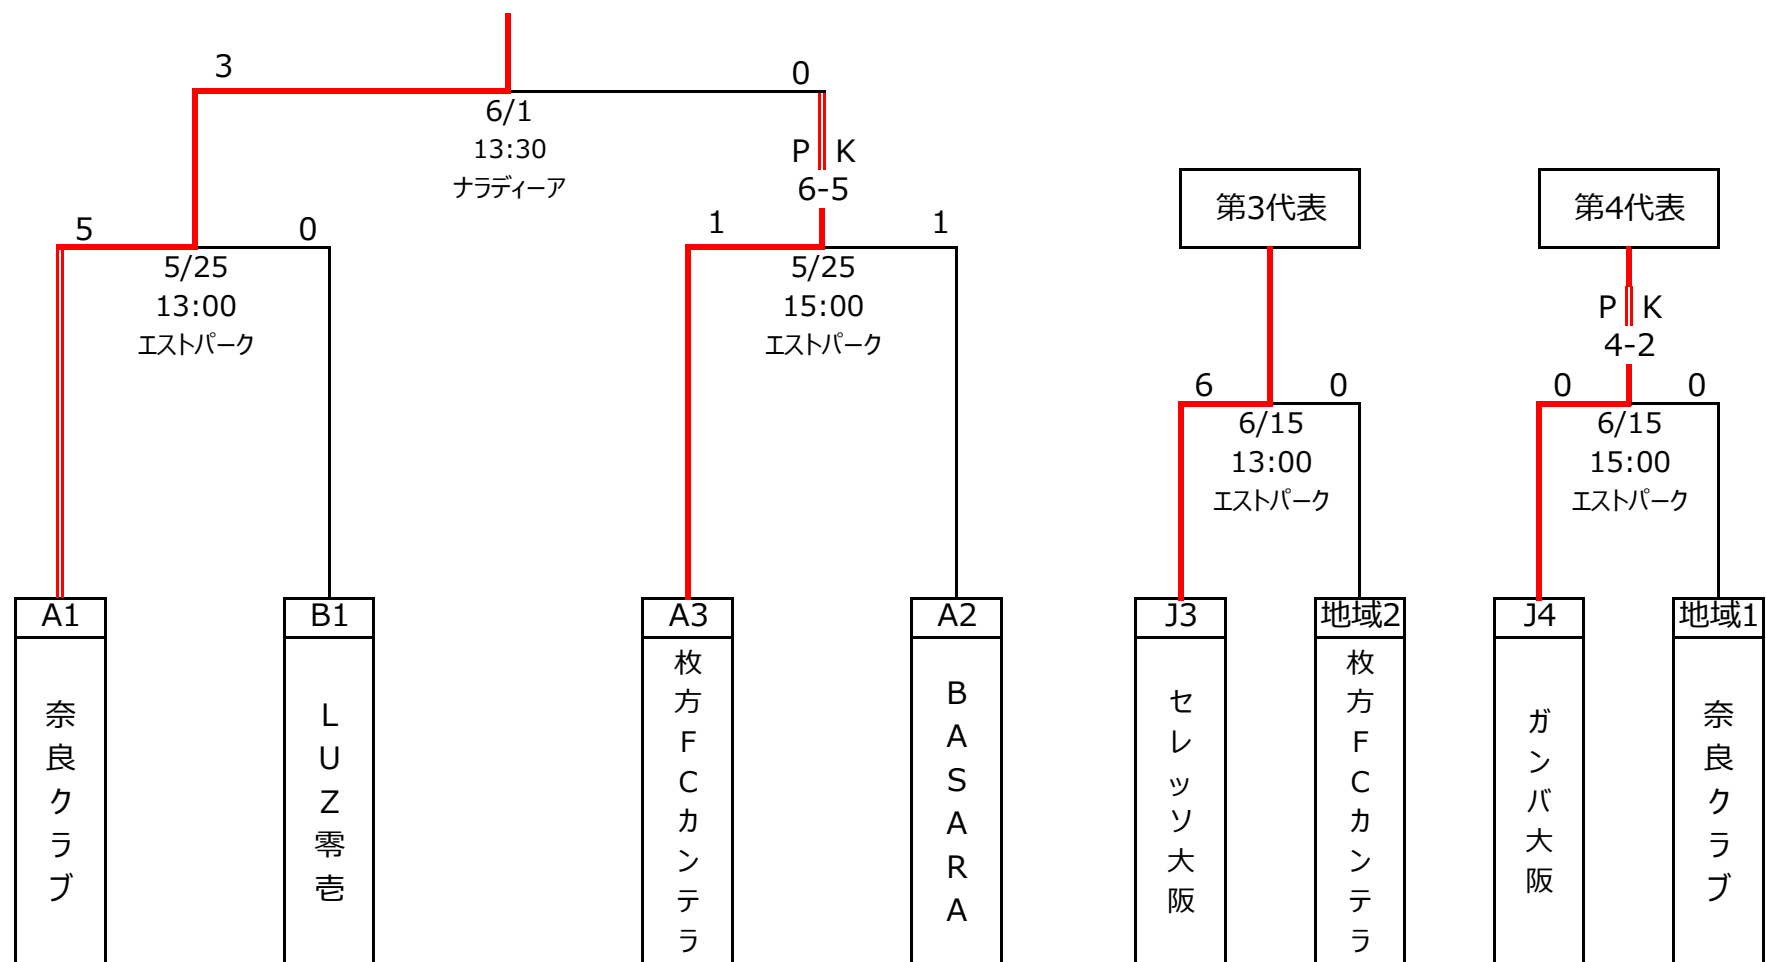 3
0
6/1
13:30
ナラディーア
P K
6-5
5
0
5/25
13:00
エストパーク
1
1
5/25
15:00
エストパーク
第3代表
第4代表
P K
4-2
6
0
6/15
13:00
エストパーク
0
0
6/15
15:00
エストパーク
A1
奈良クラブ
B1
LUZ零壱
A3
枚方FCカンテラ
A2
BASARA
J3
セレッソ大阪
地域2
枚方FCカンテラ
J4
ガンバ大阪
地域1
奈良クラブ